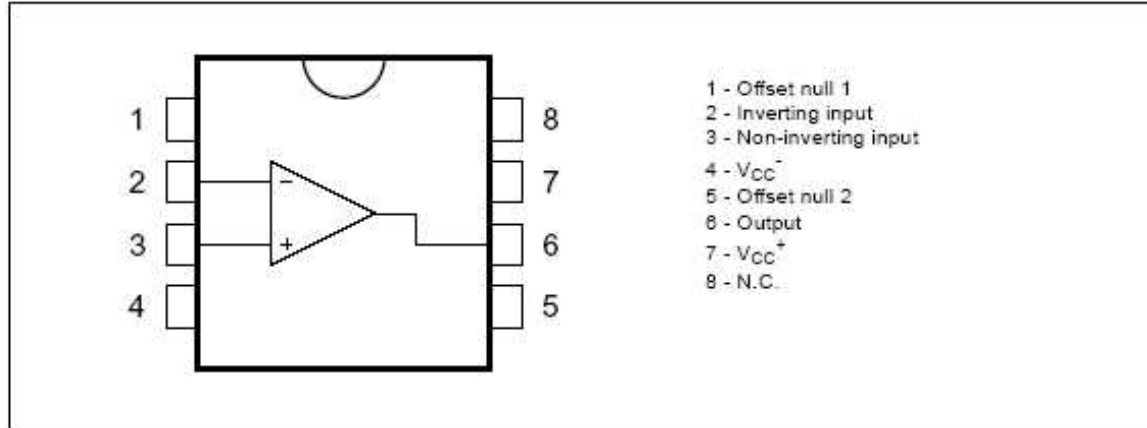 1
2
3
4
8
7
6
5
−
+
1 - Offset null 1
2 - Inverting input
3 - Non-inverting input
4 - VCC-
5 - Offset null 2
6 - Output
7 - VCC+
8 - N.C.